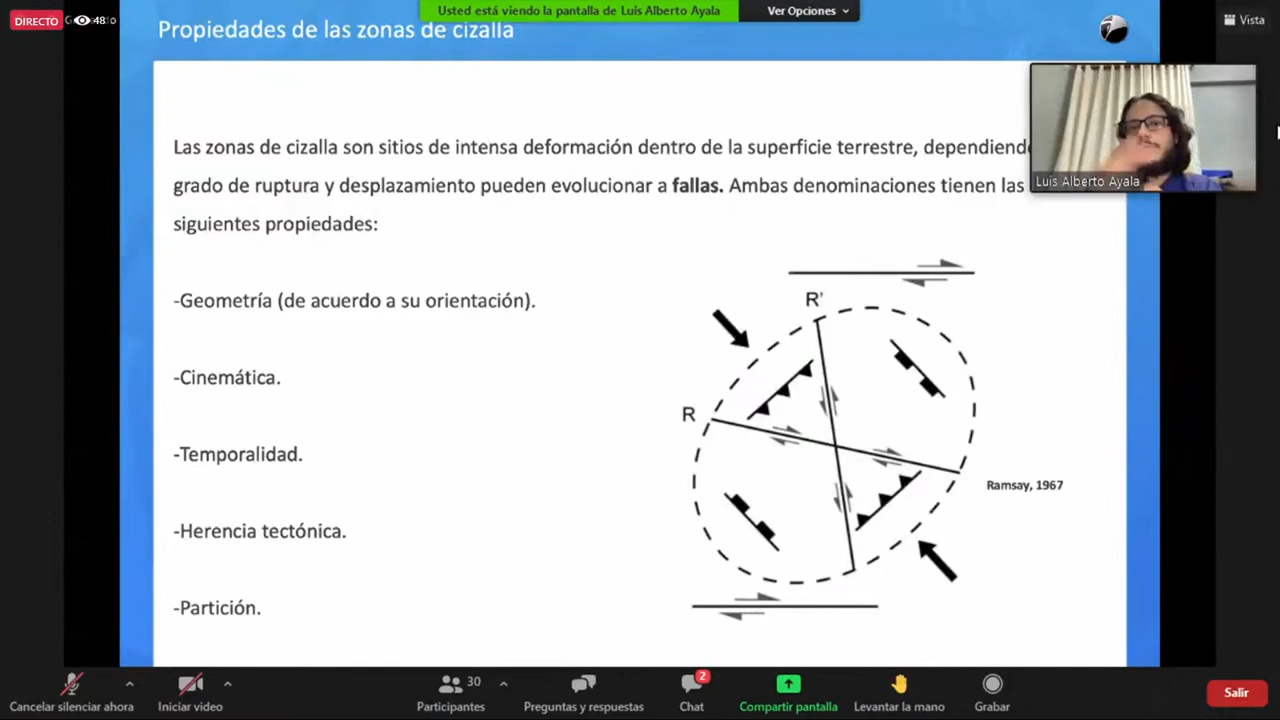 DIRECTO
48
Usted está viendo la pantalla de Luis Alberto Ayala
Ver Opciones
Vista
Propiedades de las zonas de cizalla
Las zonas de cizalla son sitios de intensa deformación dentro de la superficie terrestre,
grado de ruptura y desplazamiento pueden evolucionar a fallas. Ambas denominaciones tienen las
siguientes propiedades:
Luis Alberto Ayala
-Geometría (de acuerdo a su orientación).
-Cinemática.
-Temporalidad.
-Herencia tectónica.
-Partición.
R'
R
Ramsay, 1967
Cancelar silenciar ahora
Iniciar video
30
Participantes
Preguntas y respuestas
2
Chat
Compartir pantalla
Levantar la mano
Grabar
Salir